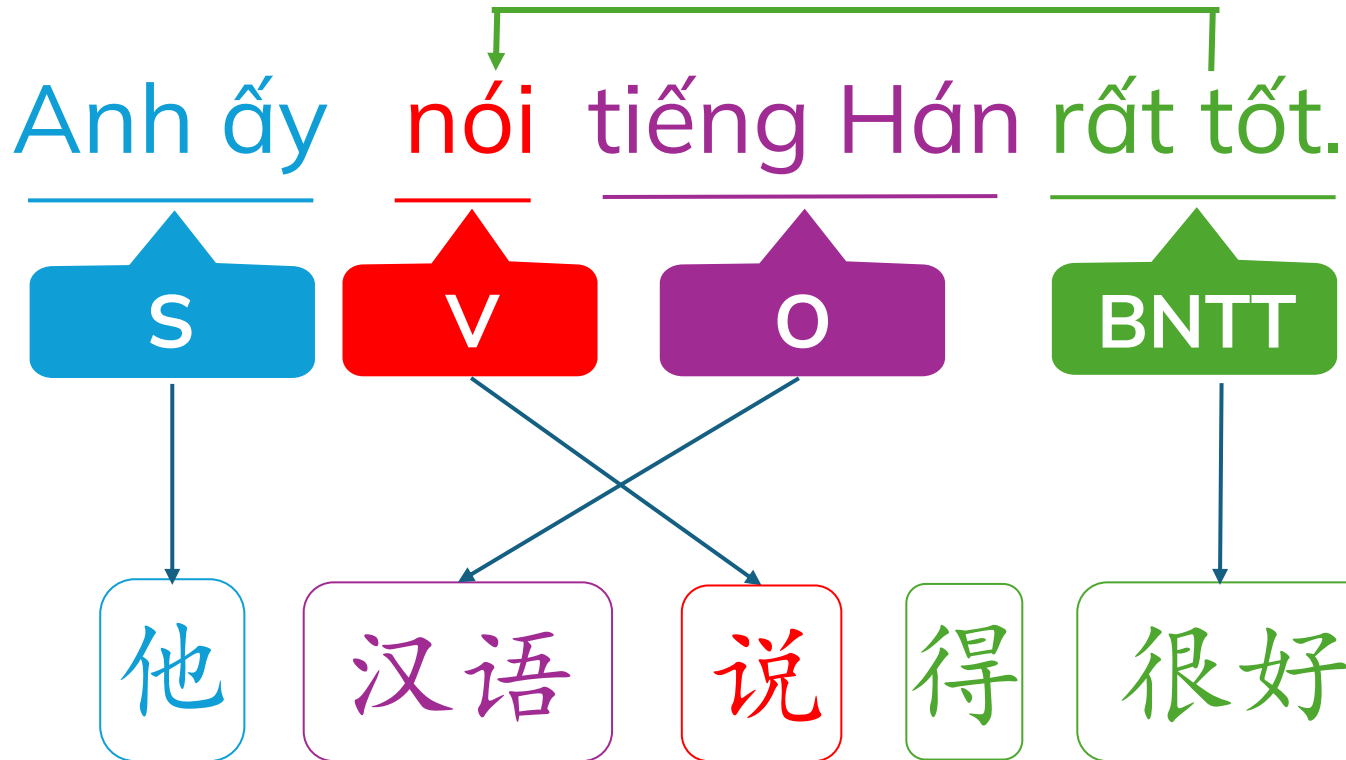 Anh ấy nói tiếng Hán rất tốt.
S V O BNTT
他 汉语 说 得 很好